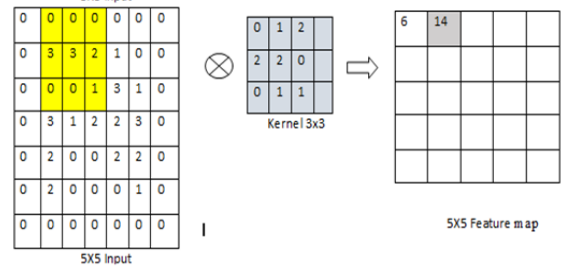 0 0 0 0 0 0 0
0 3 3 2 1 0 0
0 0 0 1 3 1 0
0 3 1 2 2 3 0
0 2 0 0 2 2 0
0 2 0 0 0 1 0
0 0 0 0 0 0 0
5X5 Input
0 1 2
2 2 0
0 1 1
Kernel 3x3
6 14
5X5 Feature map